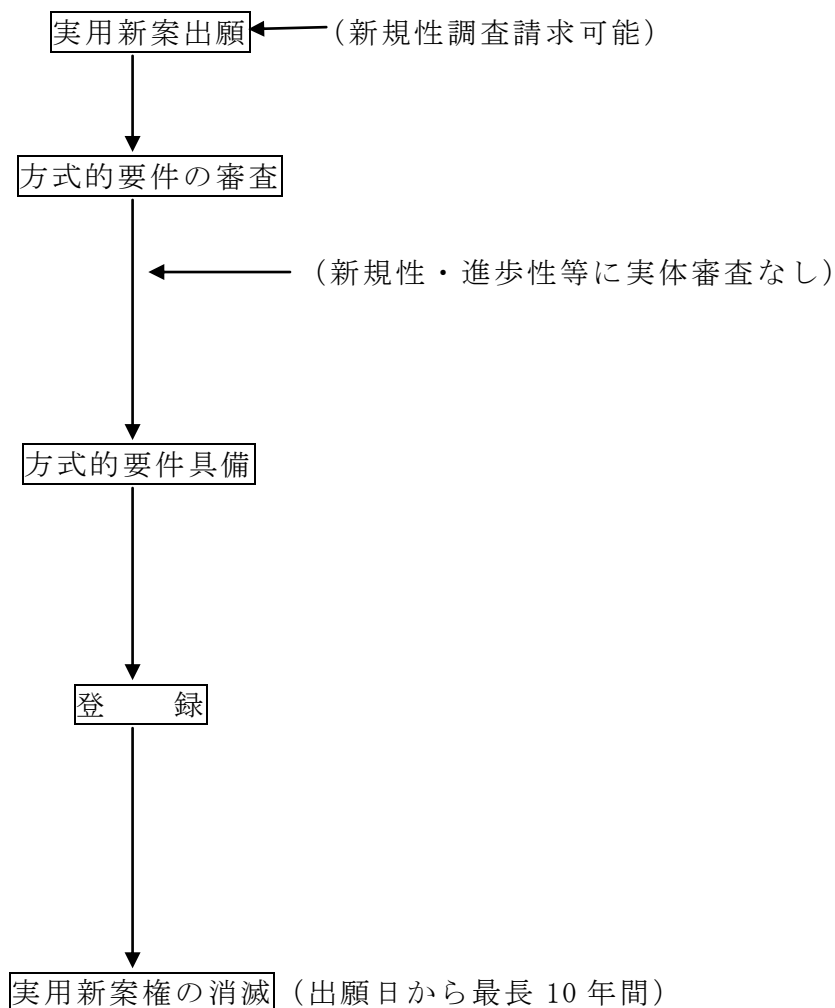 実用新案出願 (新規性調査請求可能)
方式的要件の審査
(新規性・進歩性等に実体審査なし)
方式的要件具備
登 録
実用新案権の消滅 (出願日から最長 10 年間)